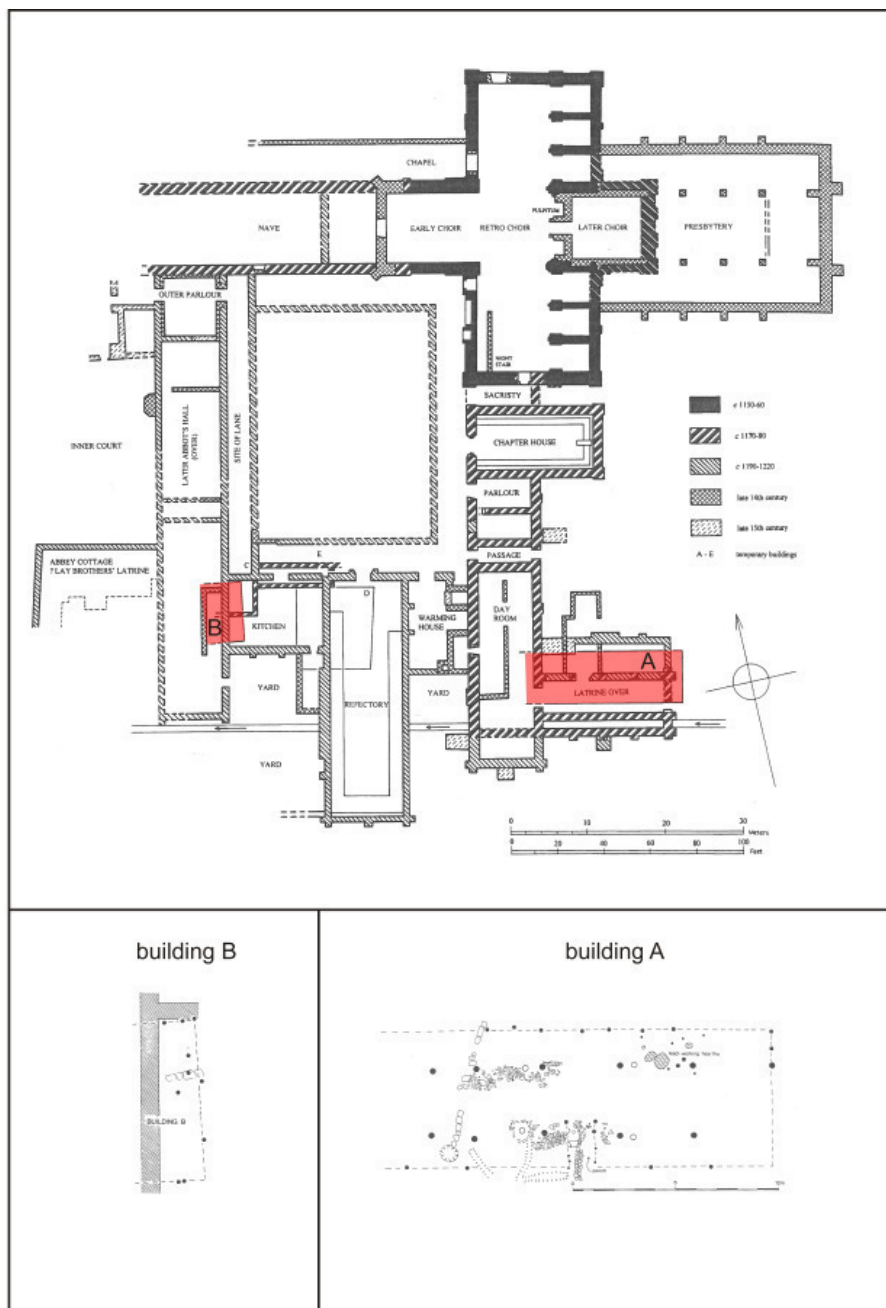 CHAPEL
NAVE
EARLY CHOIR
RETRO CHOIR
PULPITUM
LATER CHOIR
PRESBYTERY
OUTER PARLOUR
NIGHT
STAIR
SACRISTY
CHAPTER HOUSE
PARLOUR
PASSAGE
INNER COURT
LATER ABBOT'S HALL
(OVER)
SITE OF LANE
c 1150-60
c 1170-80
c 1190-1220
late 14th century
late 15th century
A - E temporary buildings
ABBEY COTTAGE
? LAY BROTHERS' LATRINE
C
E
D
B
KITCHEN
WARMING
HOUSE
DAY
ROOM
A
LATRINE OVER
YARD
REFECTORY
YARD
YARD
0 10 20 30
Meters
0 20 40 60 80 100
Feet
building B
building A
BUILDING B